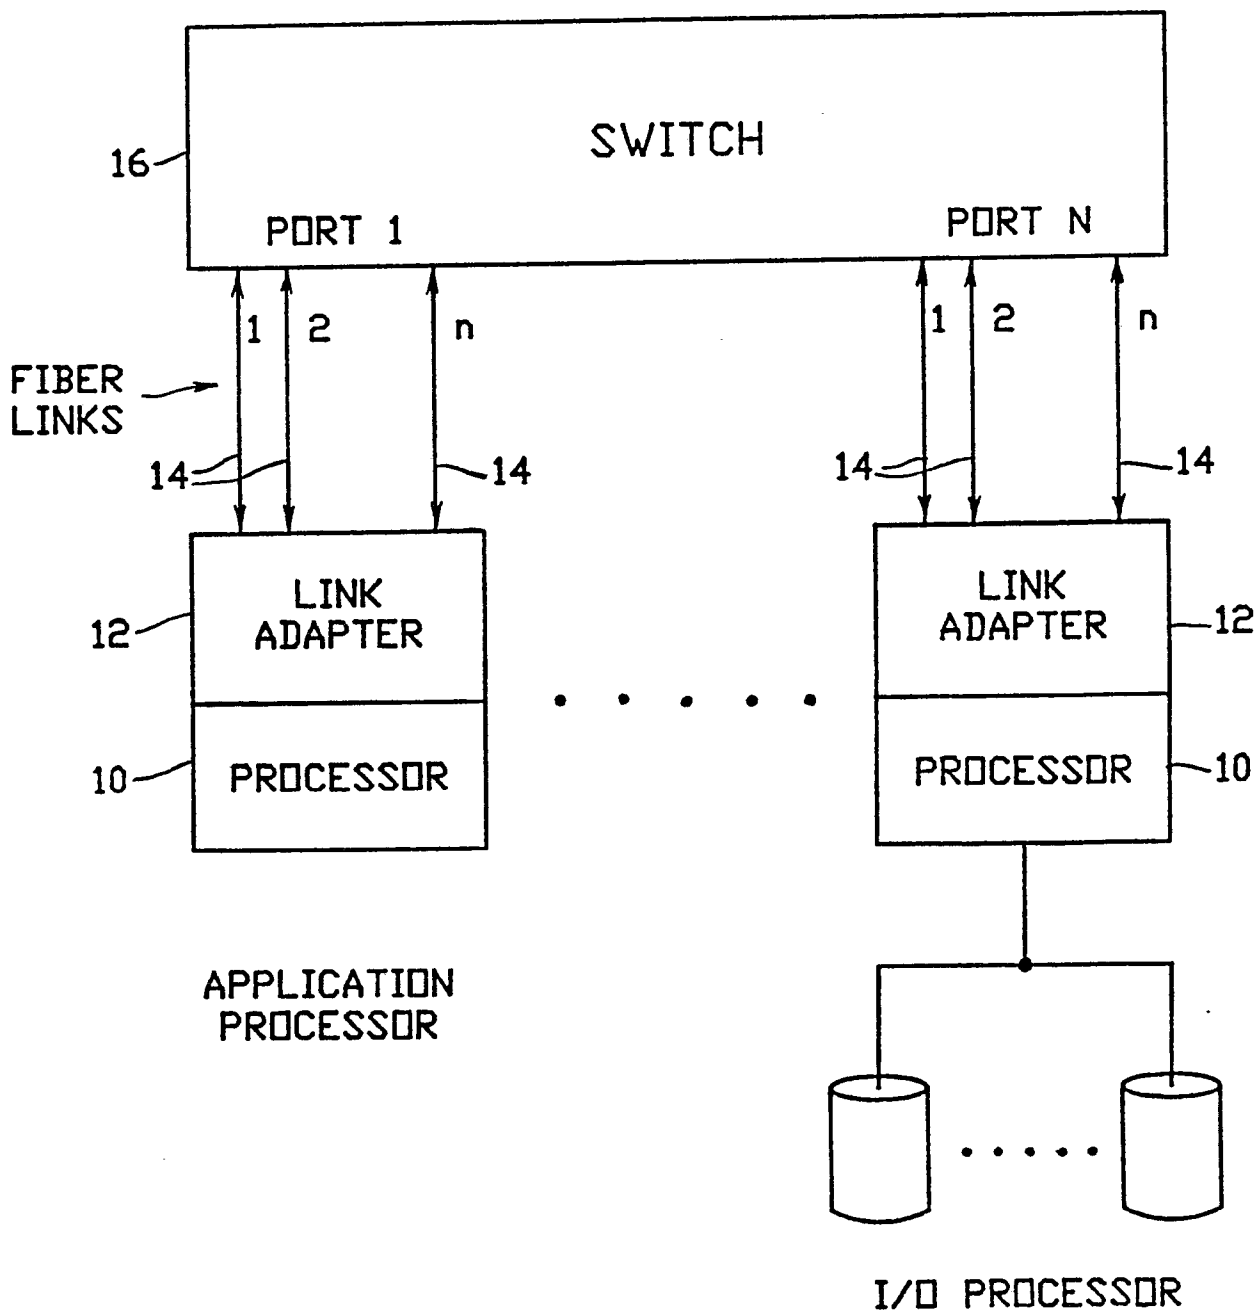 SWITCH
16
PORT 1
PORT N
1
2
n
1
2
n
FIBER
LINKS
14
14
14
14
LINK
ADAPTER
LINK
ADAPTER
12
12
PROCESSOR
PROCESSOR
10
10
APPLICATION
PROCESSOR
I/O PROCESSOR